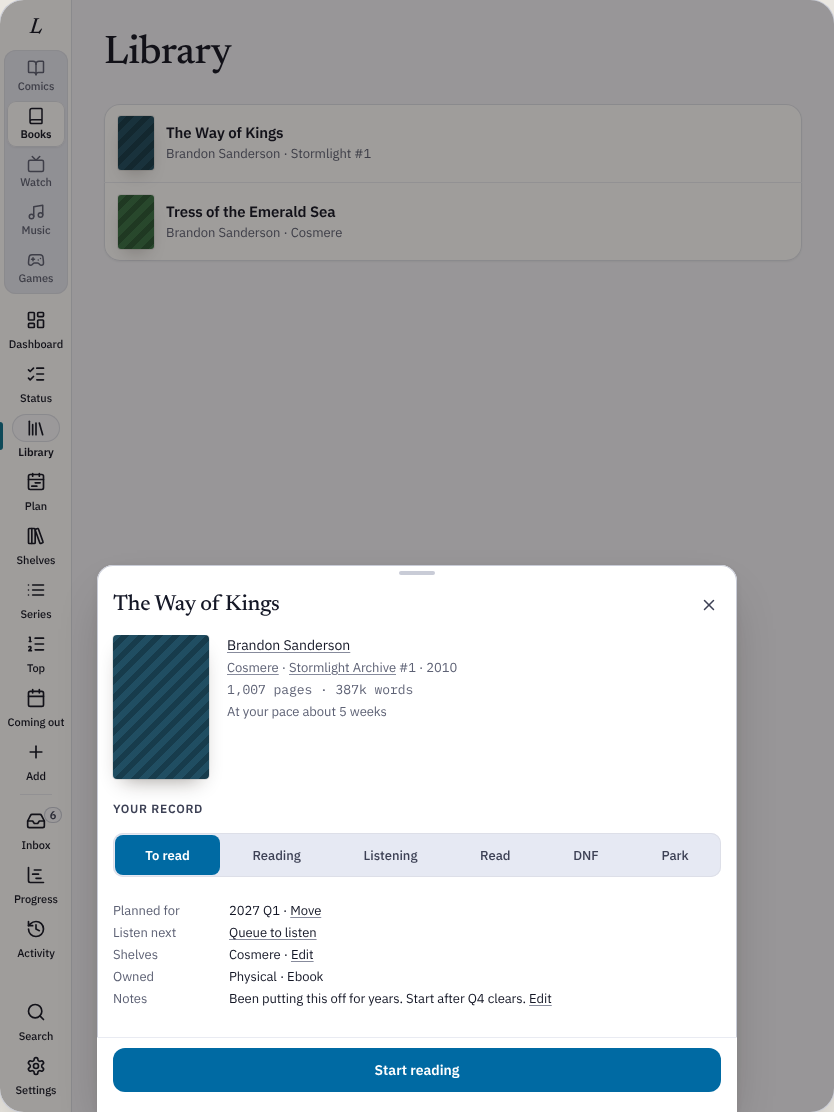 L
Comics
Books
Watch
Music
Games
Dashboard
Status
Library
Plan
Shelves
Series
Top
Coming out
Add
6
Inbox
Progress
Activity
Search
Settings
Library
The Way of Kings
Brandon Sanderson · Stormlight #1
Tress of the Emerald Sea
Brandon Sanderson · Cosmere
The Way of Kings
Brandon Sanderson
Cosmere · Stormlight Archive #1 · 2010
1,007 pages · 387k words
At your pace about 5 weeks
YOUR RECORD
To read Reading Listening Read DNF Park
Planned for 2027 Q1 · Move
Listen next Queue to listen
Shelves Cosmere · Edit
Owned Physical · Ebook
Notes Been putting this off for years. Start after Q4 clears. Edit
Start reading